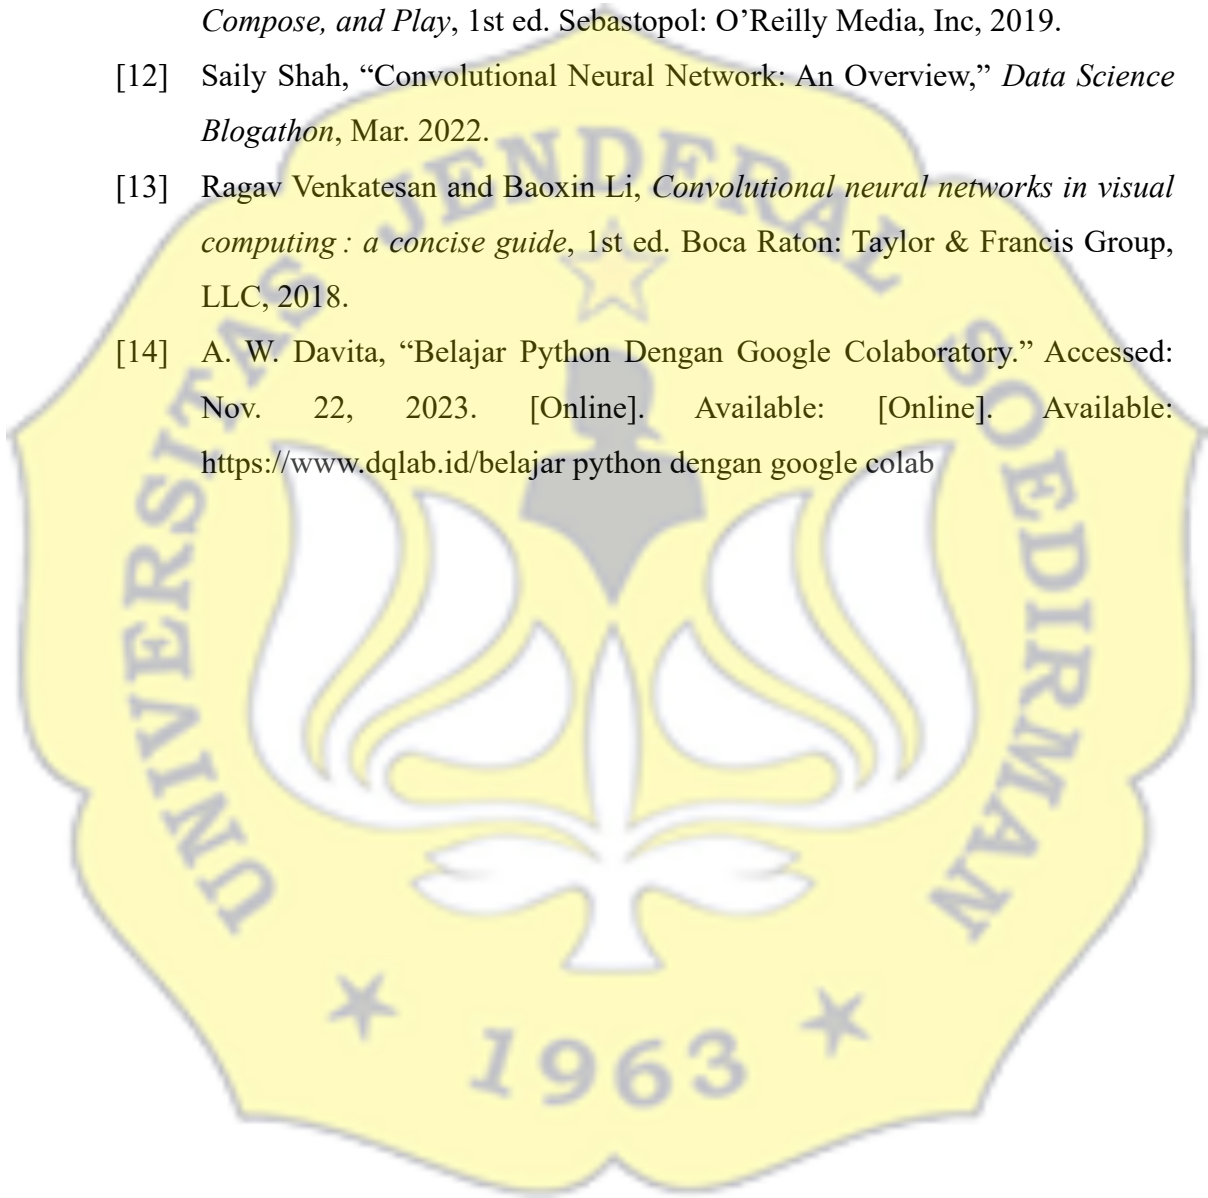 Compose, and Play, 1st ed. Sebastopol: O’Reilly Media, Inc, 2019.
[12] Saily Shah, “Convolutional Neural Network: An Overview,” Data Science
Blogathon, Mar. 2022.
[13] Ragav Venkatesan and Baoxin Li, Convolutional neural networks in visual
computing : a concise guide, 1st ed. Boca Raton: Taylor & Francis Group,
LLC, 2018.
[14] A. W. Davita, “Belajar Python Dengan Google Colaboratory.” Accessed:
Nov. 22, 2023. [Online]. Available: [Online]. Available:
https://www.dqlab.id/belajar python dengan google colab
UNIVERSITAS JENDERAL SOEDIRMAN
1963